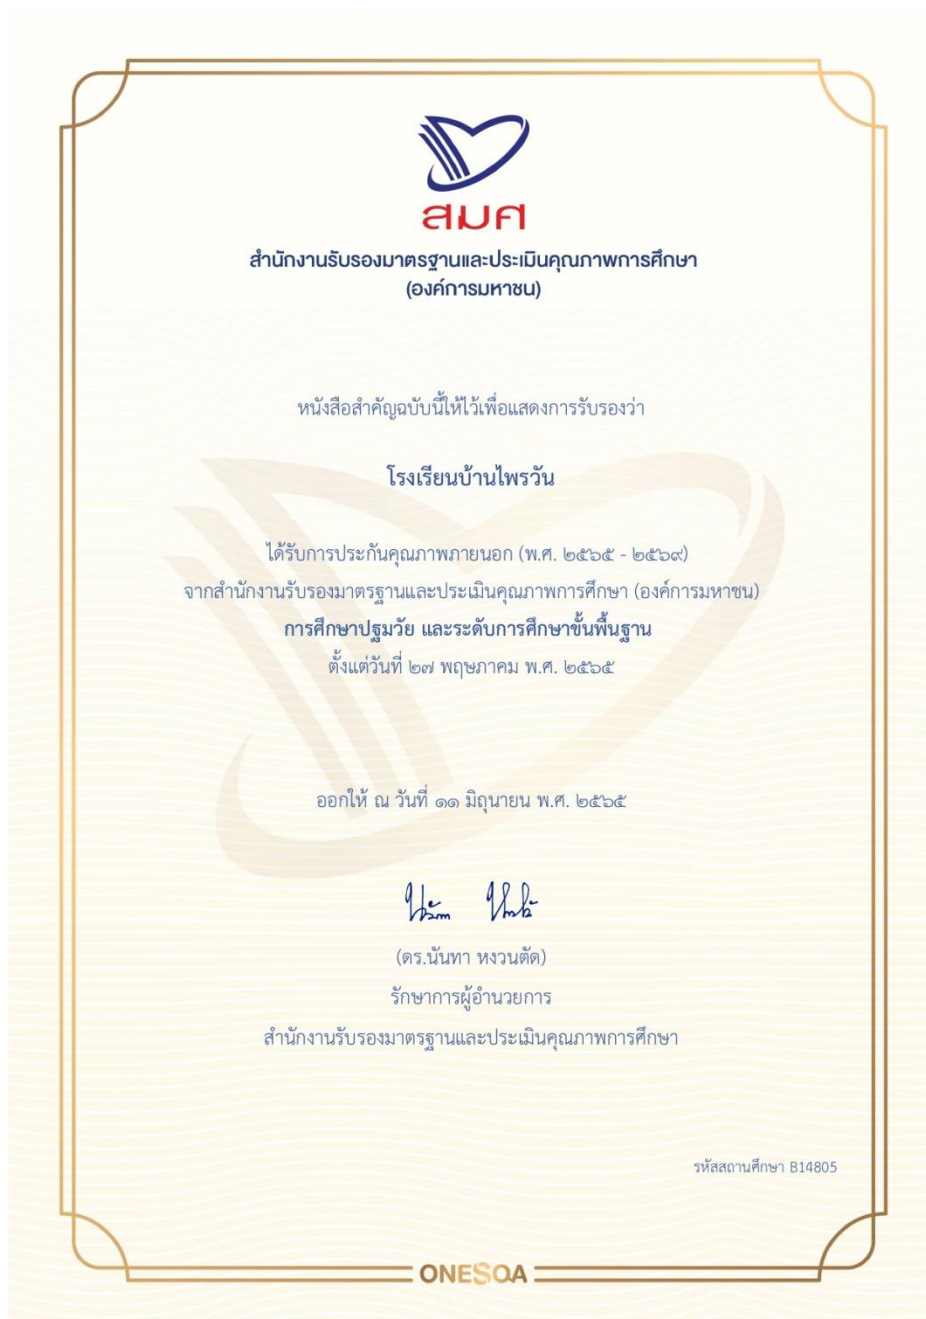 สมศ
สำนักงานรับรองมาตรฐานและประเมินคุณภาพการศึกษา
(องค์การมหาชน)
หนังสือสำคัญฉบับนี้ให้ไว้เพื่อแสดงการรับรองว่า
โรงเรียนบ้านไพรวัน
ได้รับการประกันคุณภาพภายนอก (พ.ศ. ๒๕๖๕ - ๒๕๖๙)
จากสำนักงานรับรองมาตรฐานและประเมินคุณภาพการศึกษา (องค์การมหาชน)
การศึกษาปฐมวัย และระดับการศึกษาขั้นพื้นฐาน
ตั้งแต่วันที่ ๒๗ พฤษภาคม พ.ศ. ๒๕๖๕
ออกให้ ณ วันที่ ๑๑ มิถุนายน พ.ศ. ๒๕๖๕
(ดร.นันทา หงวนตัด)
รักษาการผู้อำนวยการ
สำนักงานรับรองมาตรฐานและประเมินคุณภาพการศึกษา
รหัสสถานศึกษา B14805
ONESQA